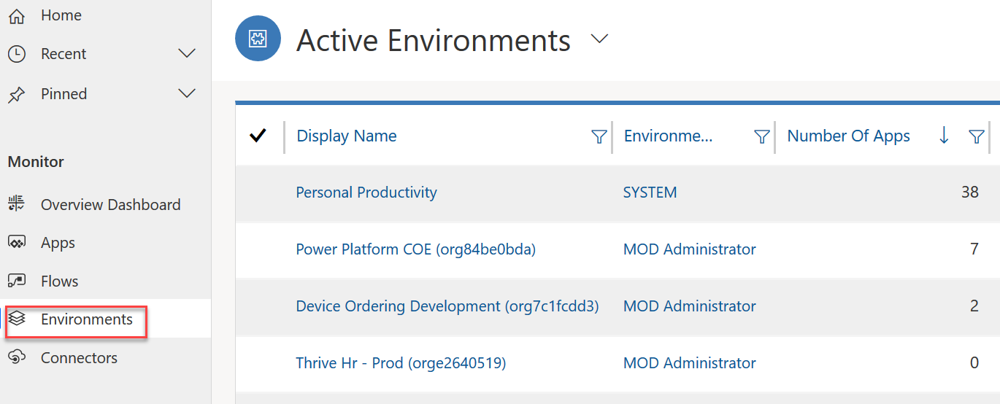 Home
Recent
Pinned
Monitor
Overview Dashboard
Apps
Flows
Environments
Connectors
Active Environments
Display Name Environme... Number Of Apps
Personal Productivity SYSTEM 38
Power Platform COE (org84be0bda) MOD Administrator 7
Device Ordering Development (org7c1fcdd3) MOD Administrator 2
Thrive Hr - Prod (orge2640519) MOD Administrator 0